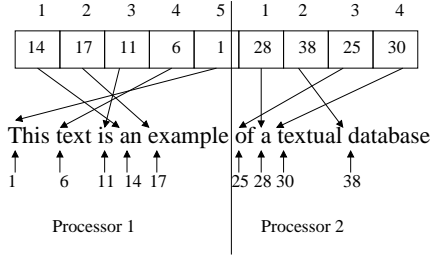 1 2 3 4 5 1 2 3 4
14 17 11 6 1 28 38 25 30
This text is an example of a textual database
1 6 11 14 17 25 28 30 38
Processor 1 Processor 2